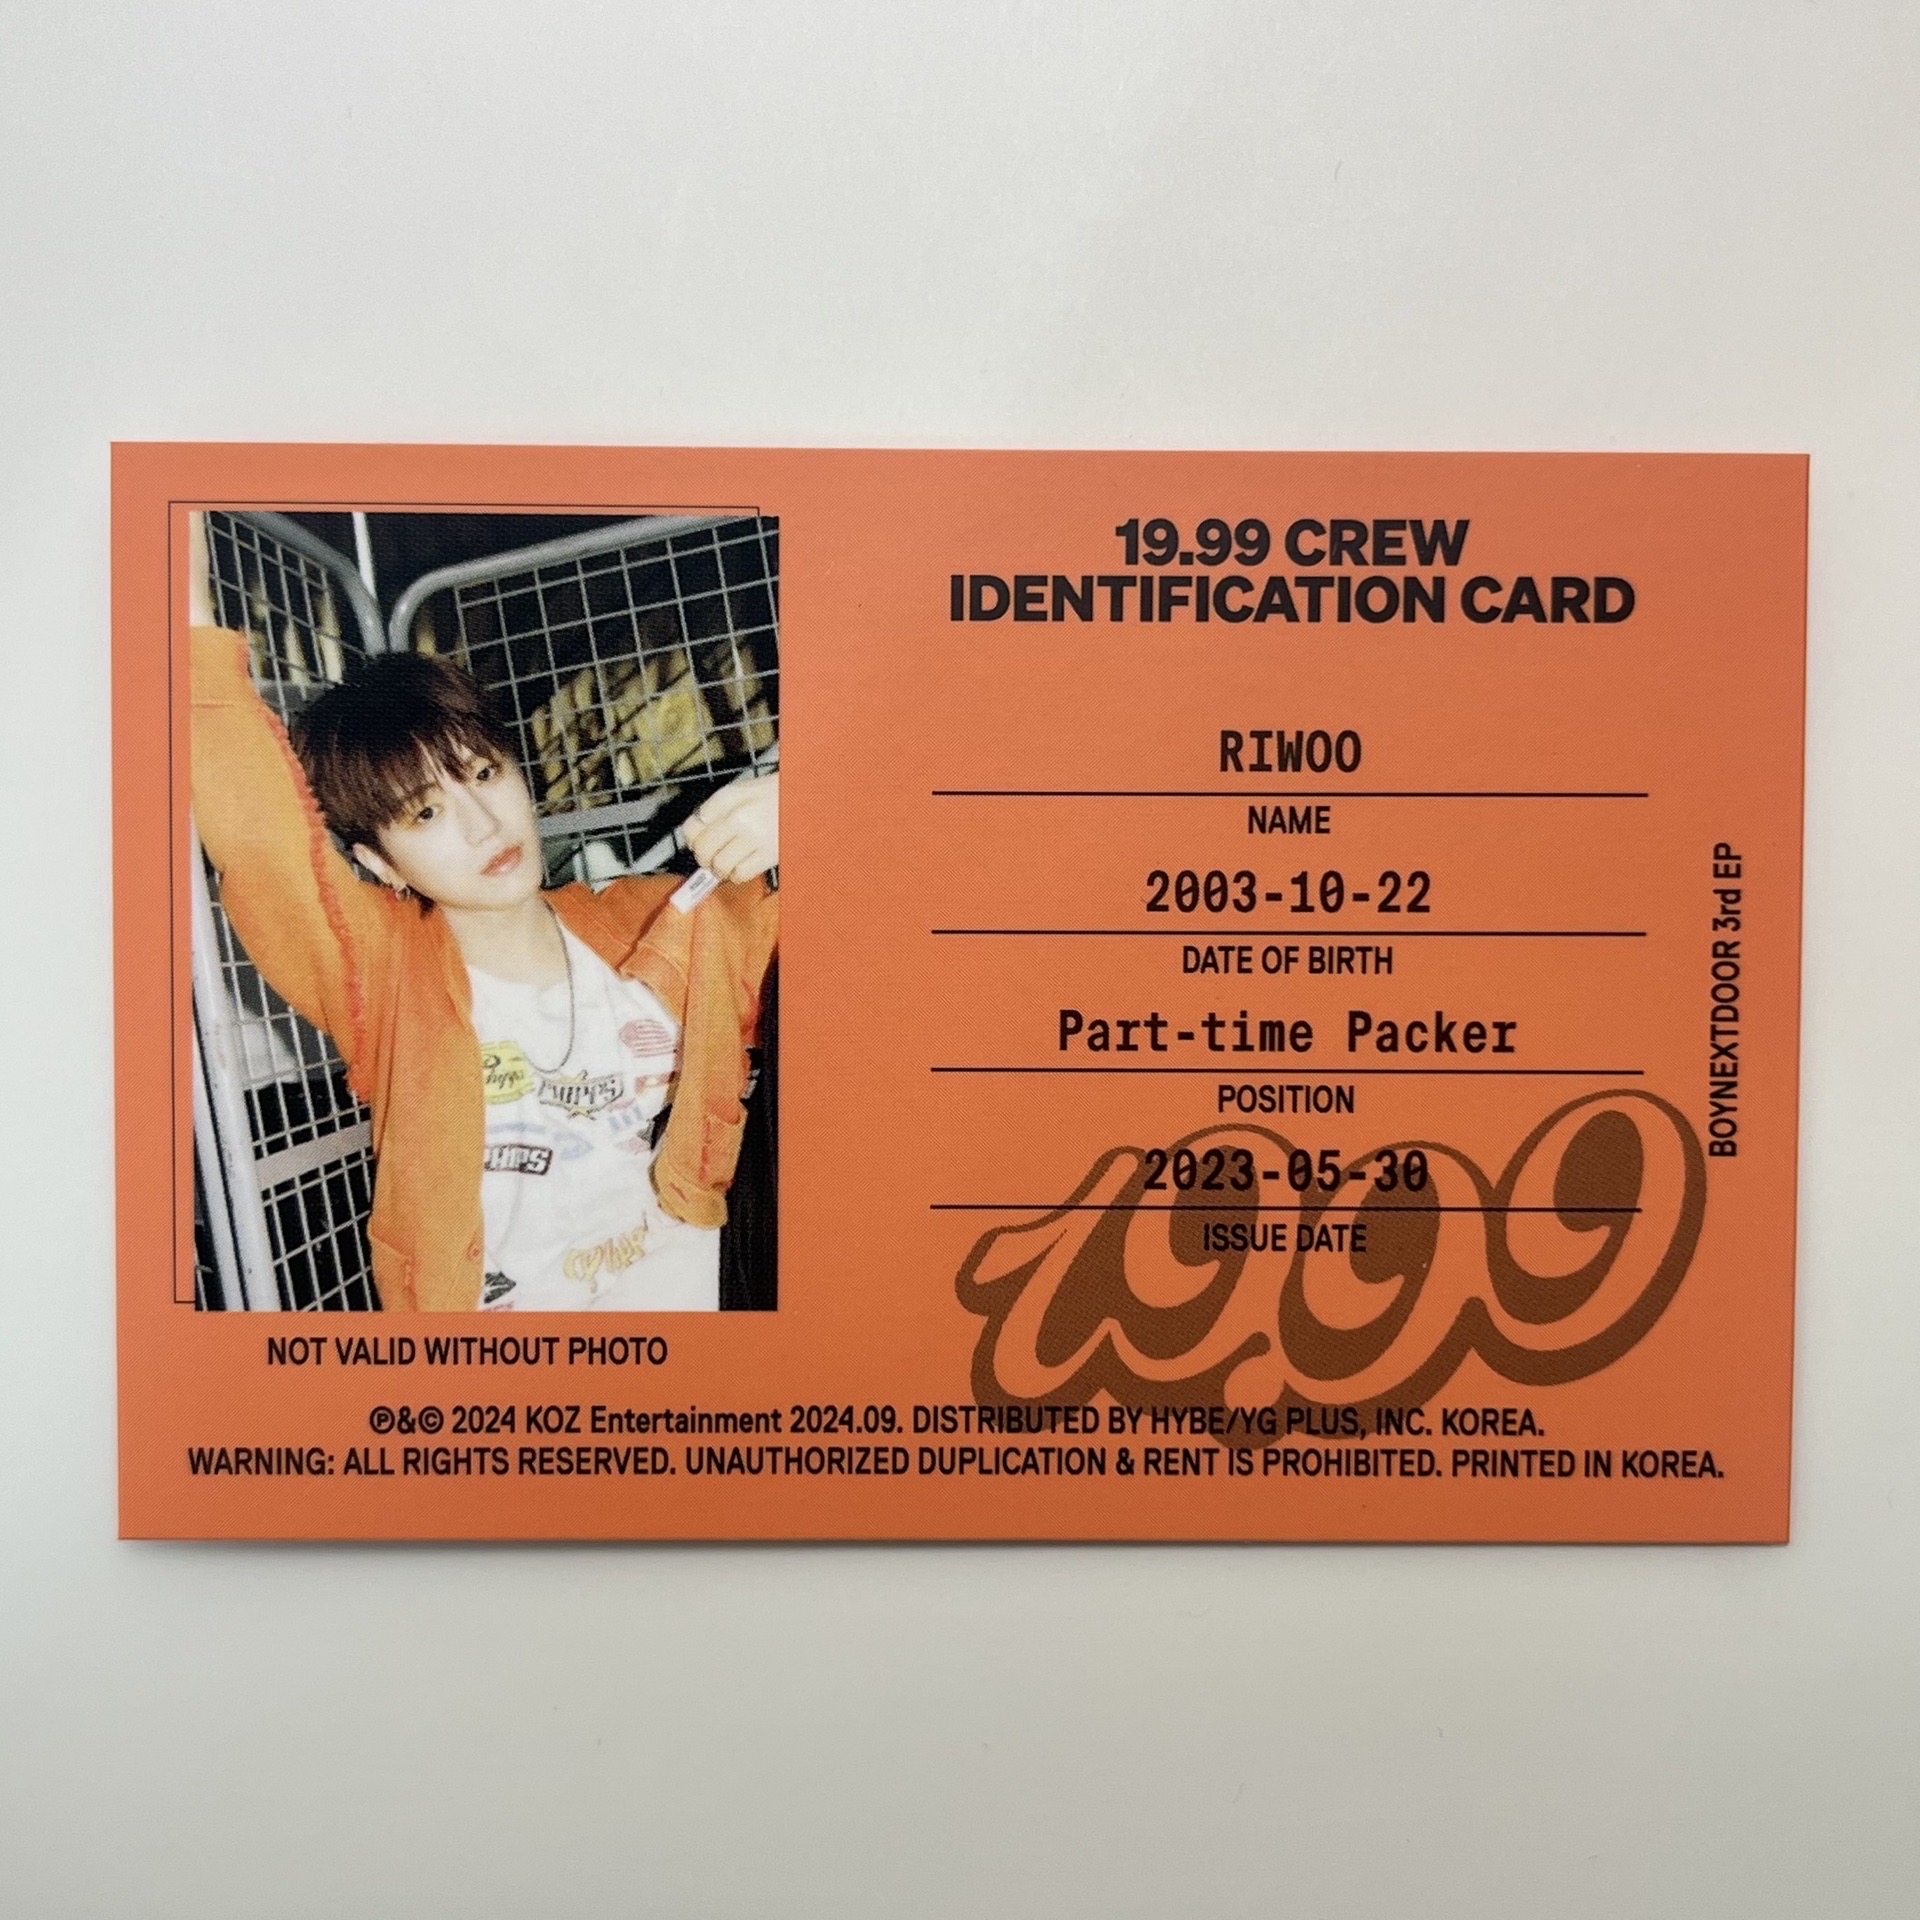 19.99 CREW
IDENTIFICATION CARD
RIWOO
NAME
2003-10-22
DATE OF BIRTH
Part-time Packer
POSITION
2023-05-30
ISSUE DATE
19.99
BOYNEXTDOOR 3rd EP
NOT VALID WITHOUT PHOTO
℗&© 2024 KOZ Entertainment 2024.09. DISTRIBUTED BY HYBE/YG PLUS, INC. KOREA.
WARNING: ALL RIGHTS RESERVED. UNAUTHORIZED DUPLICATION & RENT IS PROHIBITED. PRINTED IN KOREA.